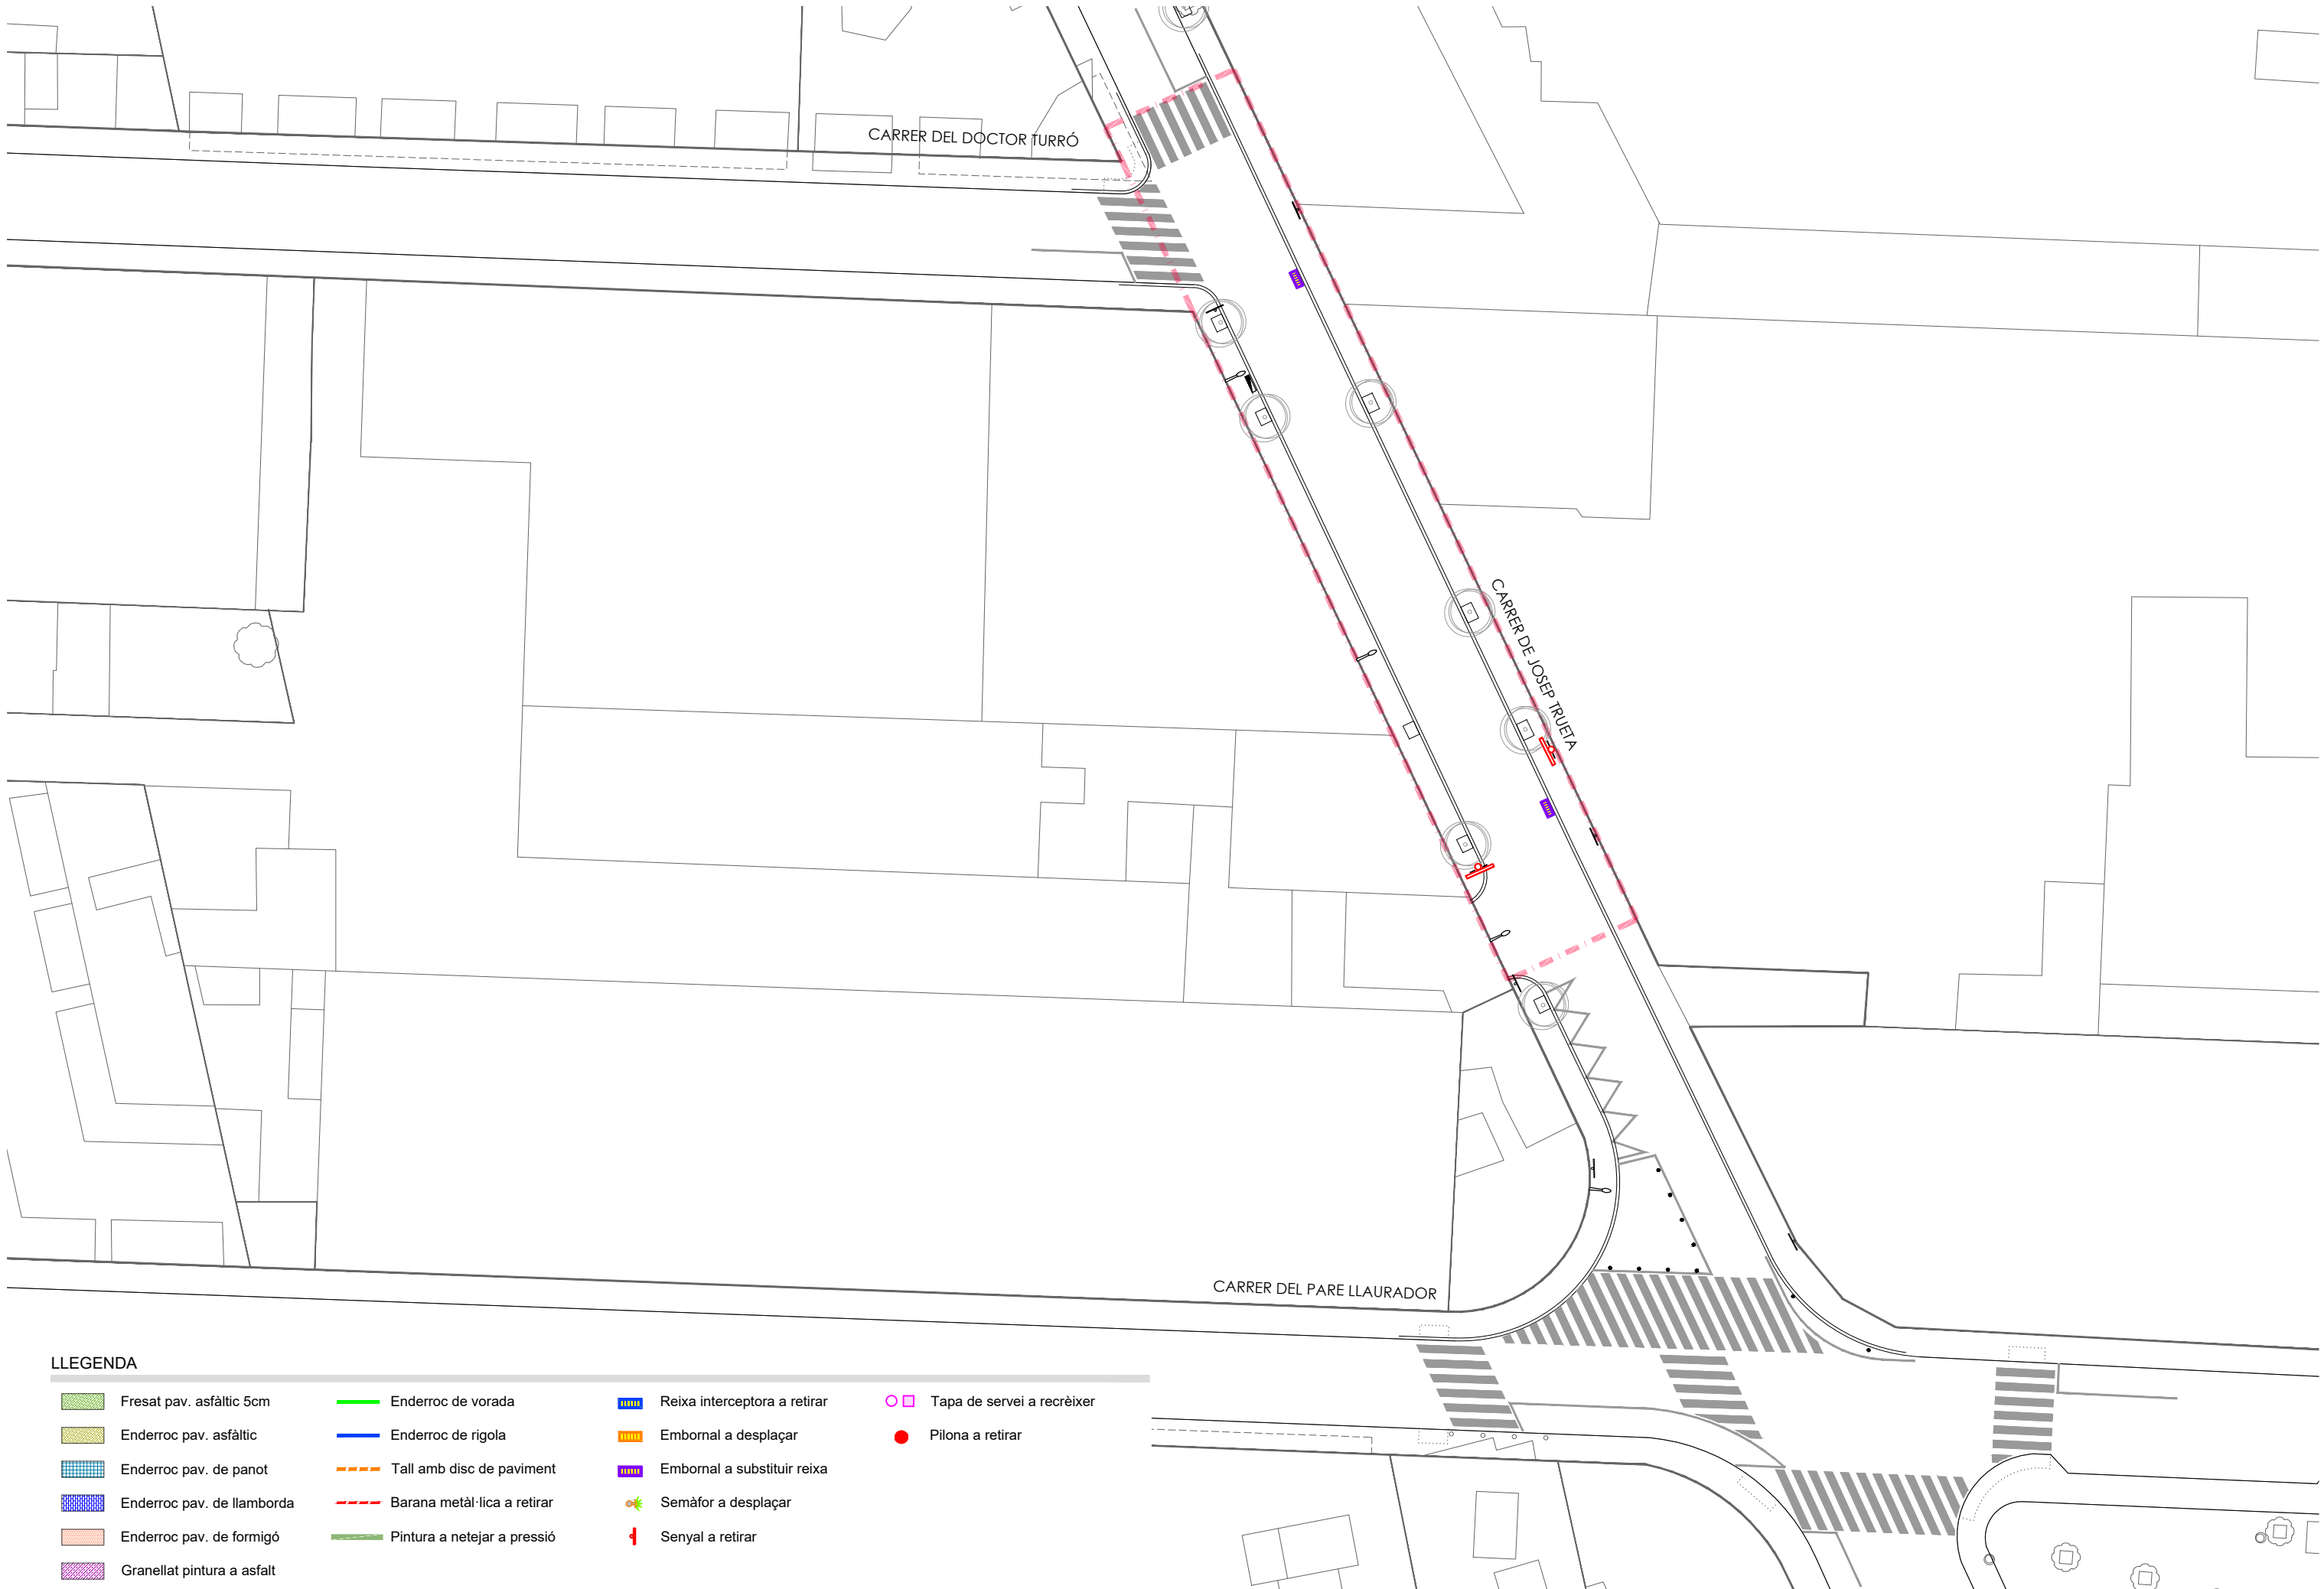 CARRER DEL DOCTOR TURRÓ
CARRER DE JOSEP TRUETA
CARRER DEL PARE LLAURADOR
LLEGENDA
Fresat pav. asfàltic 5cm
Enderroc pav. asfàltic
Enderroc pav. de panot
Enderroc pav. de llamborda
Enderroc pav. de formigó
Granellat pintura a asfalt
Enderroc de vorada
Enderroc de rigola
Tall amb disc de paviment
Barana metàl·lica a retirar
Pintura a netejar a pressió
Reixa interceptora a retirar
Embornal a desplaçar
Embornal a substituir reixa
Semàfor a desplaçar
Senyal a retirar
Tapa de servei a recrèixer
Pilona a retirar